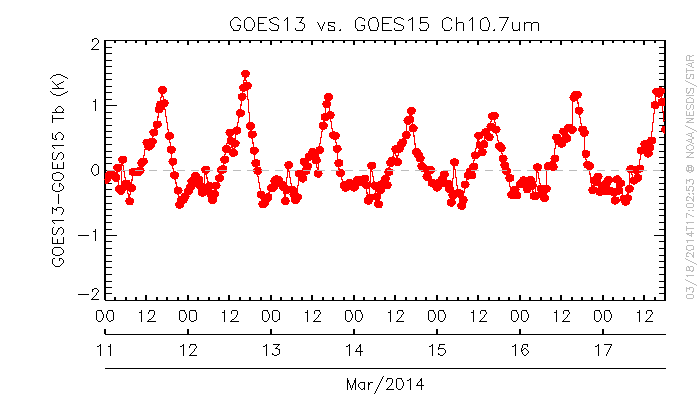 GOES13 vs. GOES15 Ch10.7um
2
1
0
-1
-2
GOES13-GOES15 Tb (K)
00 12 00 12 00 12 00 12 00 12 00 12 00 12
11 12 13 14 15 16 17
Mar/2014
03/18/2014T17:02:53 @ NOAA/NESDIS/STAR